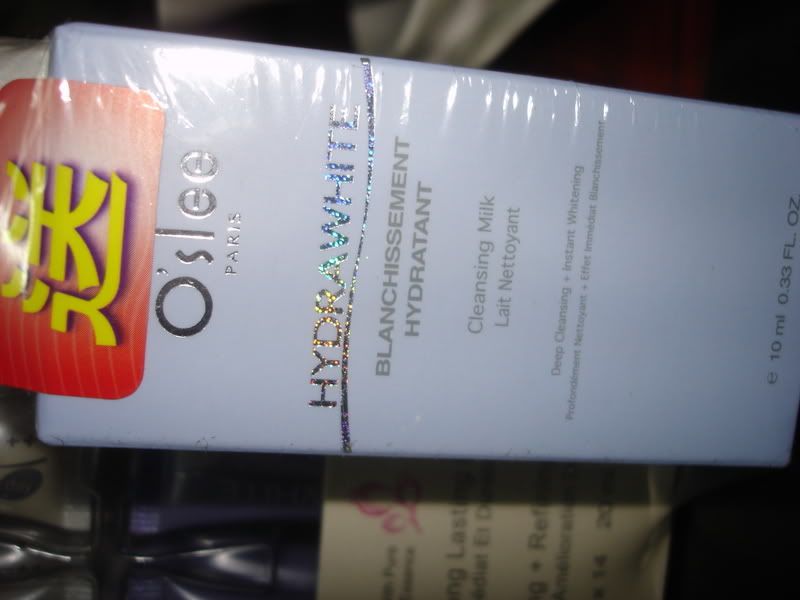 送
O'slee
PARIS
HYDRAWHITE
BLANCHISSEMENT
HYDRATANT
Cleansing Milk
Lait Nettoyant
Deep Cleansing + Instant Whitening
Profondément Nettoyant + Effet Immédiat Blanchissement
e 10 ml 0.33 FL. OZ.